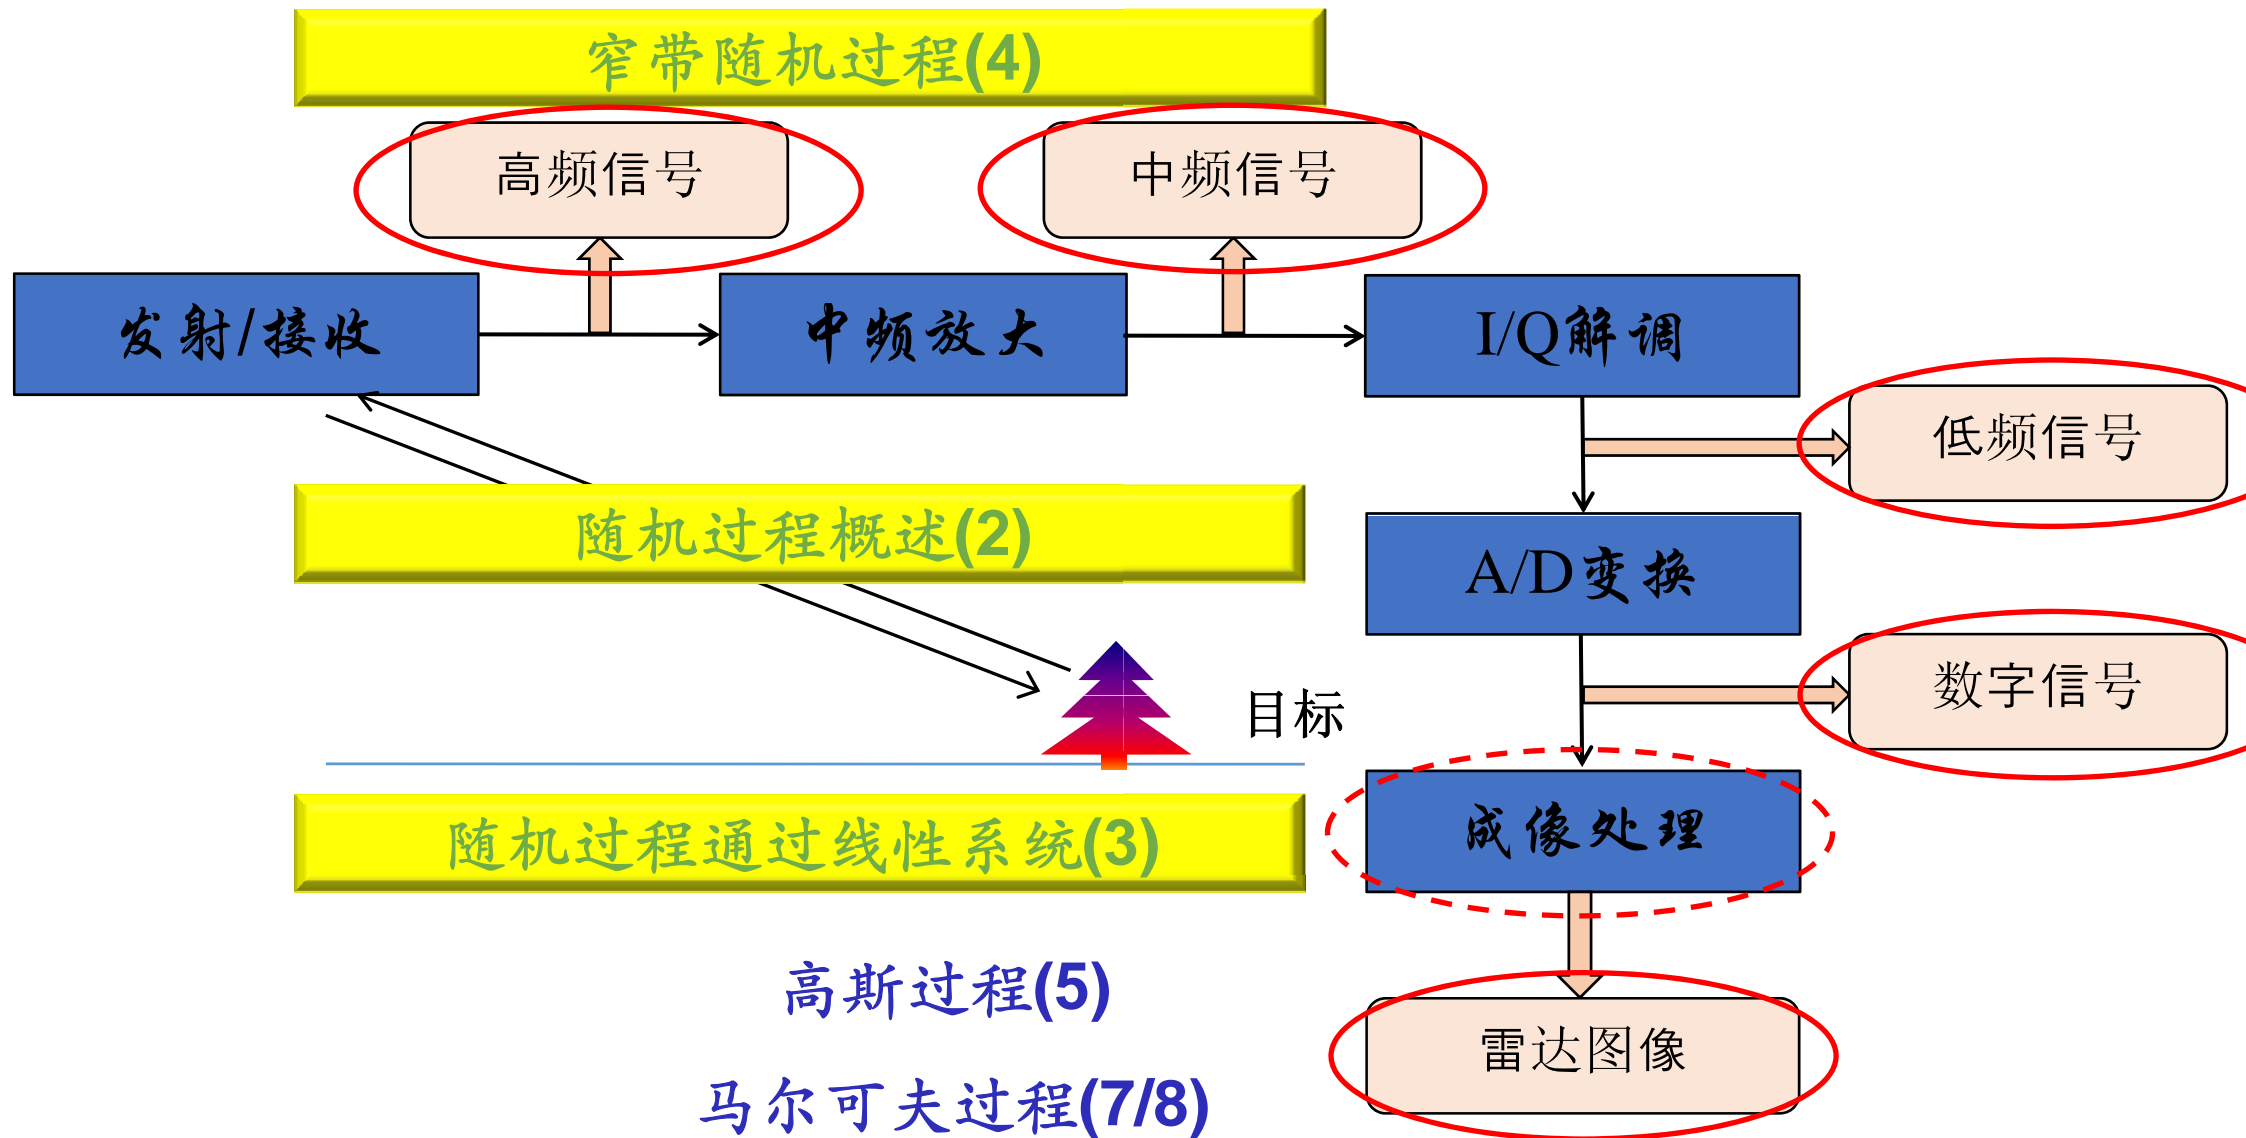 窄带随机过程(4)
高频信号
中频信号
发射/接收
中频放大
I/Q解调
低频信号
随机过程概述(2)
A/D变换
目标
数字信号
随机过程通过线性系统(3)
成像处理
高斯过程(5)
雷达图像
马尔可夫过程(7/8)